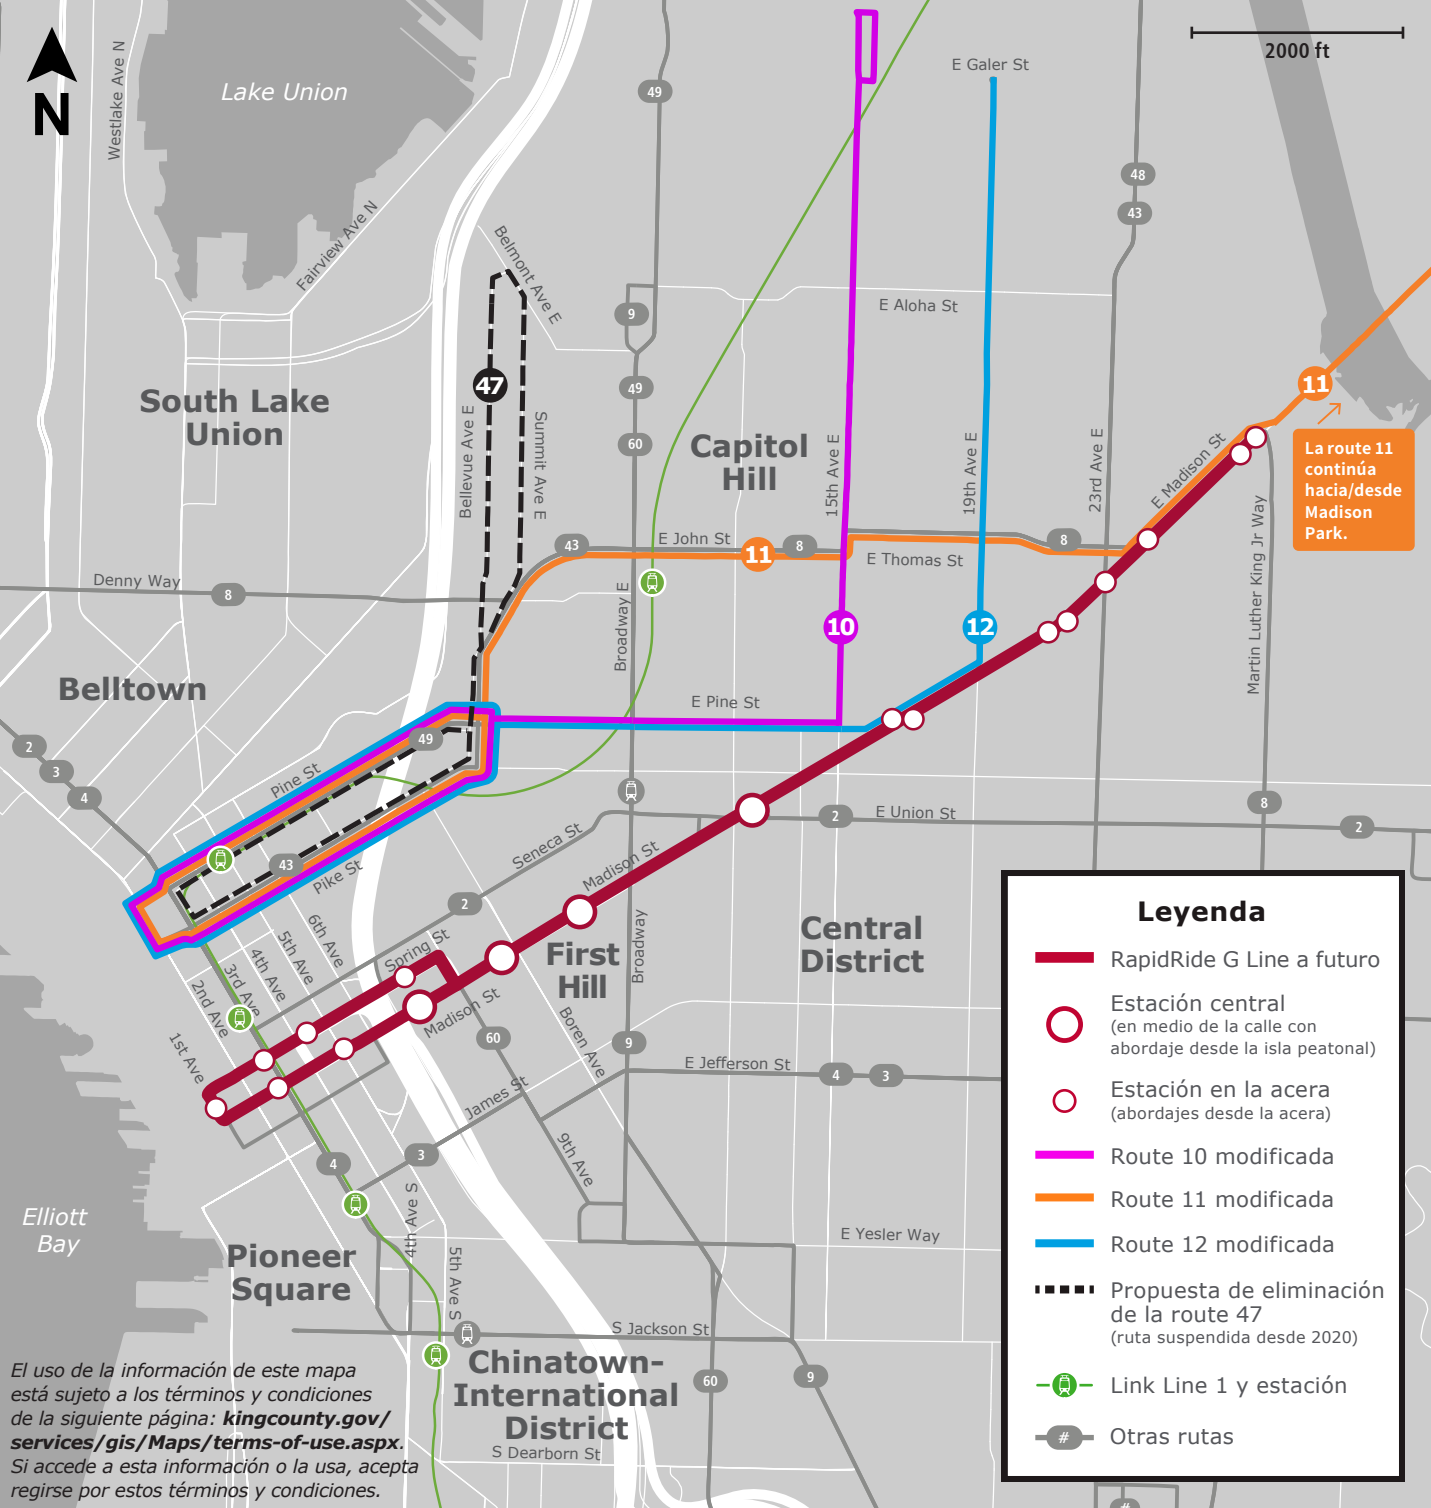 N
Lake Union
Westlake Ave N
Fairview Ave N
2000 ft
E Galer St
49
48
43
Belmont Ave E
9
E Aloha St
47
49
60
South Lake
Union
Bellevue Ave E
Summit Ave E
Capitol
Hill
15th Ave E
19th Ave E
23rd Ave E
E Madison St
11
La route 11
continúa
hacia/desde
Madison
Park.
Martin Luther King Jr Way
43
E John St
11
8
E Thomas St
8
Denny Way
8
Broadway E
10
12
Belltown
E Pine St
2
3
4
49
Pine St
43
Pike St
Seneca St
2
E Union St
8
2
Madison St
2
6th Ave
5th Ave
4th Ave
3rd Ave
2nd Ave
1st Ave
Spring St
Madison St
First
Hill
Broadway
Central
District
60
Boren Ave
9
E Jefferson St
4
3
James St
3
4
9th Ave
Elliott
Bay
Pioneer
Square
4th Ave S
5th Ave S
E Yesler Way
S Jackson St
Chinatown-
International
District
60
9
S Dearborn St
#
El uso de la información de este mapa
está sujeto a los términos y condiciones
de la siguiente página: kingcounty.gov/
services/gis/Maps/terms-of-use.aspx.
Si accede a esta información o la usa, acepta
regirse por estos términos y condiciones.
Leyenda
RapidRide G Line a futuro
Estación central
(en medio de la calle con
abordaje desde la isla peatonal)
Estación en la acera
(abordajes desde la acera)
Route 10 modificada
Route 11 modificada
Route 12 modificada
Propuesta de eliminación
de la route 47
(ruta suspendida desde 2020)
Link Line 1 y estación
# Otras rutas